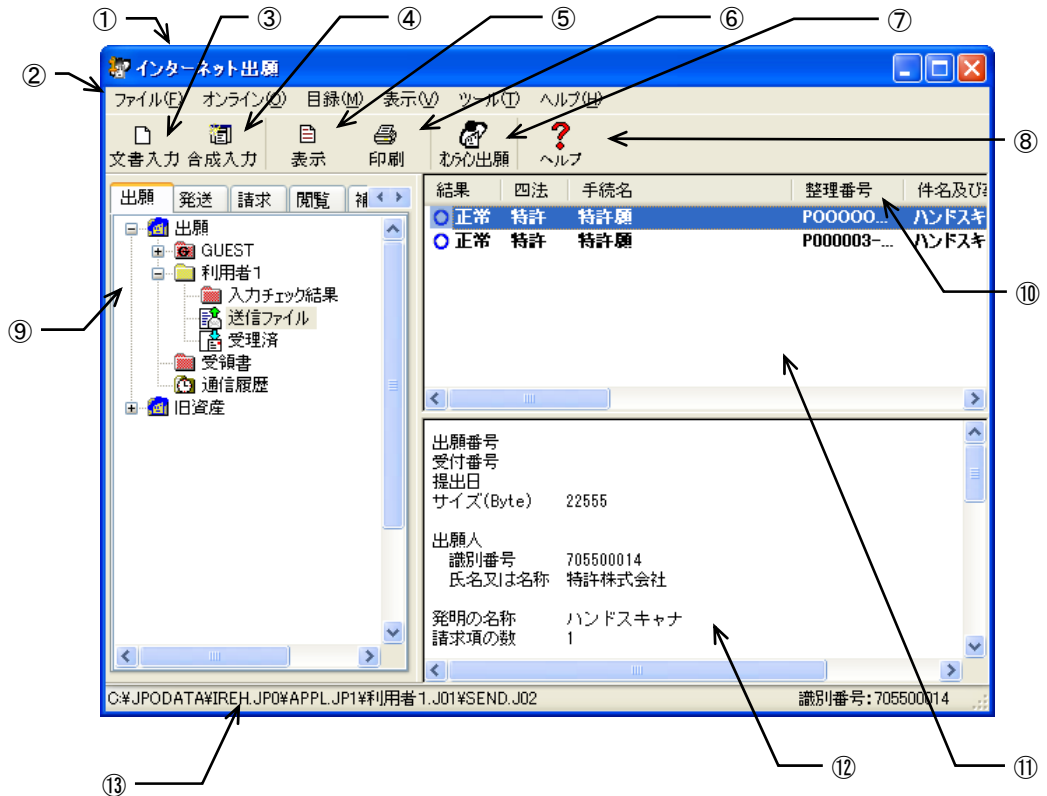 ① ③ ④ ⑤ ⑥ ⑦
② インターネット出願
ファイル(F) オンライン(O) 目録(M) 表示(V) ツール(T) ヘルプ(H)
文書入力 合成入力 表示 印刷 オンライン出願 ヘルプ ⑧
出願 発送 請求 閲覧 補
出願
GUEST
利用者1
入力チェック結果
送信ファイル
受理済
受領書
通信履歴
旧資産
⑨
結果 四法 手続名 整理番号 件名及び
正常 特許 特許願 P00000... ハンドスキ
正常 特許 特許願 P000003-... ハンドスキ
⑩
出願番号
受付番号
提出日
サイズ(Byte) 22555
出願人
識別番号 705500014
氏名又は名称 特許株式会社
発明の名称 ハンドスキャナ
請求項の数 1
C:¥JPODATA¥IREH.JP0¥APPL.JP1¥利用者1.J01¥SEND.J02 識別番号:705500014
⑬ ⑫ ⑪